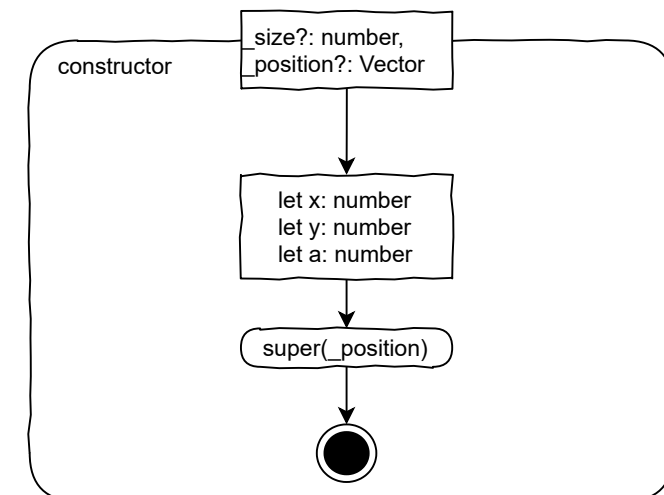 _size?: number,
_position?: Vector
constructor
let x: number
let y: number
let a: number
super(_position)